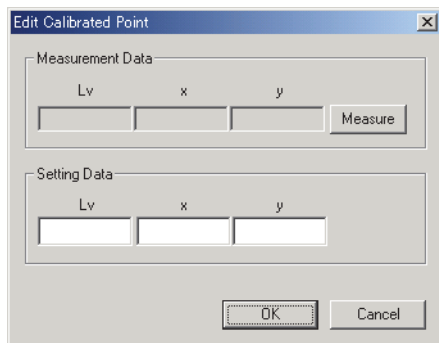 Edit Calibrated Point
Measurement Data
Lv x y
Measure
Setting Data
Lv x y
OK Cancel